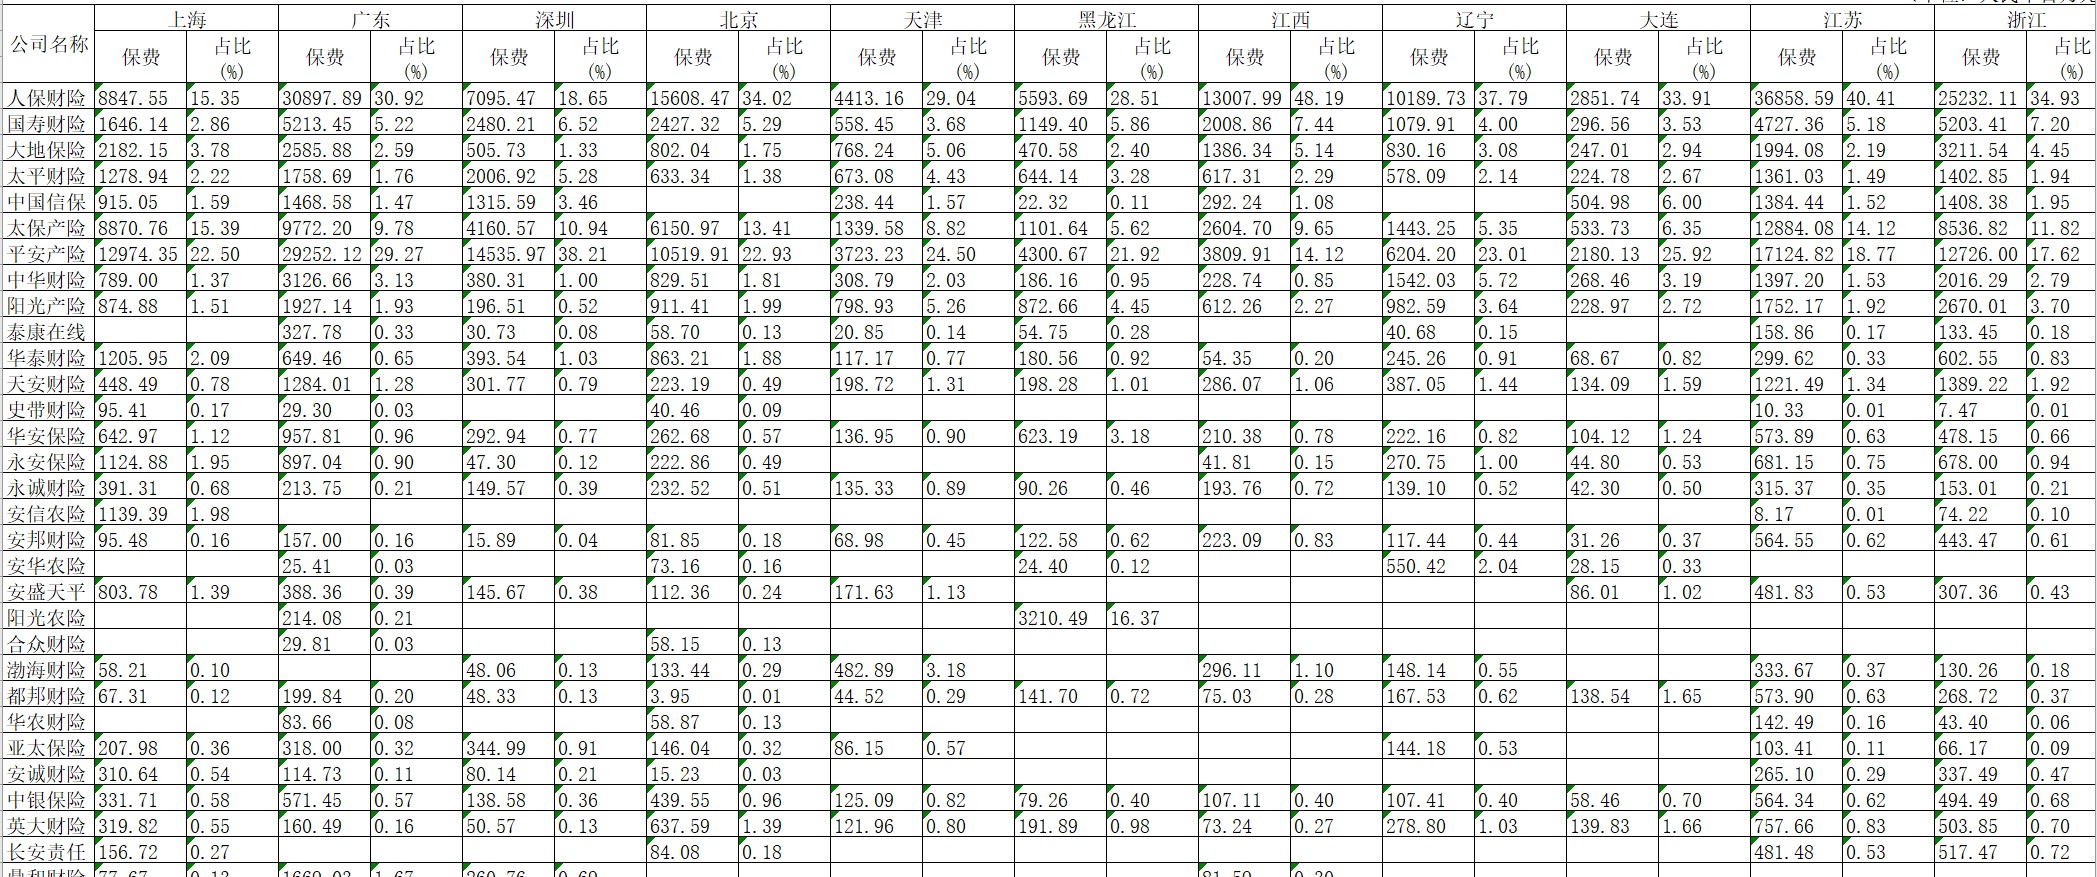 上海 广东 深圳 北京 天津 黑龙江 江西 辽宁 大连 江苏 浙江
公司名称 保费 占比(%) 保费 占比(%) 保费 占比(%) 保费 占比(%) 保费 占比(%) 保费 占比(%) 保费 占比(%) 保费 占比(%) 保费 占比(%) 保费 占比(%) 保费 占比(%)
人保财险 8847.55 15.35 30897.89 30.92 7095.47 18.65 15608.47 34.02 4413.16 29.04 5593.69 28.51 13007.99 48.19 10189.73 37.79 2851.74 33.91 36858.59 40.41 25232.11 34.93
国寿财险 1646.14 2.86 5213.45 5.22 2480.21 6.52 2427.32 5.29 558.45 3.68 1149.40 5.86 2008.86 7.44 1079.91 4.00 296.56 3.53 4727.36 5.18 5203.41 7.20
大地保险 2182.15 3.78 2585.88 2.59 505.73 1.33 802.04 1.75 768.24 5.06 470.58 2.40 1386.34 5.14 830.16 3.08 247.01 2.94 1994.08 2.19 3211.54 4.45
太平财险 1278.94 2.22 1758.69 1.76 2006.92 5.28 633.34 1.38 673.08 4.43 644.14 3.28 617.31 2.29 578.09 2.14 224.78 2.67 1361.03 1.49 1402.85 1.94
中国信保 915.05 1.59 1468.58 1.47 1315.59 3.46 238.44 1.57 22.32 0.11 292.24 1.08 504.98 6.00 1384.44 1.52 1408.38 1.95
太保产险 8870.76 15.39 9772.20 9.78 4160.57 10.94 6150.97 13.41 1339.58 8.82 1101.64 5.62 2604.70 9.65 1443.25 5.35 533.73 6.35 12884.08 14.12 8536.82 11.82
平安产险 12974.35 22.50 29252.12 29.27 14535.97 38.21 10519.91 22.93 3723.23 24.50 4300.67 21.92 3809.91 14.12 6204.20 23.01 2180.13 25.92 17124.82 18.77 12726.00 17.62
中华财险 789.00 1.37 3126.66 3.13 380.31 1.00 829.51 1.81 308.79 2.03 186.16 0.95 228.74 0.85 1542.03 5.72 268.46 3.19 1397.20 1.53 2016.29 2.79
阳光产险 874.88 1.51 1927.14 1.93 196.51 0.52 911.41 1.99 798.93 5.26 872.66 4.45 612.26 2.27 982.59 3.64 228.97 2.72 1752.17 1.92 2670.01 3.70
泰康在线 327.78 0.33 30.73 0.08 58.70 0.13 20.85 0.14 54.75 0.28 40.68 0.15 158.86 0.17 133.45 0.18
华泰财险 1205.95 2.09 649.46 0.65 393.54 1.03 863.21 1.88 117.17 0.77 180.56 0.92 54.35 0.20 245.26 0.91 68.67 0.82 299.62 0.33 602.55 0.83
天安财险 448.49 0.78 1284.01 1.28 301.77 0.79 223.19 0.49 198.72 1.31 198.28 1.01 286.07 1.06 387.05 1.44 134.09 1.59 1221.49 1.34 1389.22 1.92
史带财险 95.41 0.17 29.30 0.03 40.46 0.09 10.33 0.01 7.47 0.01
华安保险 642.97 1.12 957.81 0.96 292.94 0.77 262.68 0.57 136.95 0.90 623.19 3.18 210.38 0.78 222.16 0.82 104.12 1.24 573.89 0.63 478.15 0.66
永安保险 1124.88 1.95 897.04 0.90 47.30 0.12 222.86 0.49 41.81 0.15 270.75 1.00 44.80 0.53 681.15 0.75 678.00 0.94
永诚财险 391.31 0.68 213.75 0.21 149.57 0.39 232.52 0.51 135.33 0.89 90.26 0.46 193.76 0.72 139.10 0.52 42.30 0.50 315.37 0.35 153.01 0.21
安信农险 1139.39 1.98 8.17 0.01 74.22 0.10
安邦财险 95.48 0.16 157.00 0.16 15.89 0.04 81.85 0.18 68.98 0.45 122.58 0.62 223.09 0.83 117.44 0.44 31.26 0.37 564.55 0.62 443.47 0.61
安华农险 25.41 0.03 73.16 0.16 24.40 0.12 550.42 2.04 28.15 0.33
安盛天平 803.78 1.39 388.36 0.39 145.67 0.38 112.36 0.24 171.63 1.13 86.01 1.02 481.83 0.53 307.36 0.43
阳光农险 214.08 0.21 3210.49 16.37
合众财险 29.81 0.03 58.15 0.13
渤海财险 58.21 0.10 48.06 0.13 133.44 0.29 482.89 3.18 296.11 1.10 148.14 0.55 333.67 0.37 130.26 0.18
都邦财险 67.31 0.12 199.84 0.20 48.33 0.13 3.95 0.01 44.52 0.29 141.70 0.72 75.03 0.28 167.53 0.62 138.54 1.65 573.90 0.63 268.72 0.37
华农财险 83.66 0.08 58.87 0.13 142.49 0.16 43.40 0.06
亚太保险 207.98 0.36 318.00 0.32 344.99 0.91 146.04 0.32 86.15 0.57 144.18 0.53 103.41 0.11 66.17 0.09
安诚财险 310.64 0.54 114.73 0.11 80.14 0.21 15.23 0.03 265.10 0.29 337.49 0.47
中银保险 331.71 0.58 571.45 0.57 138.58 0.36 439.55 0.96 125.09 0.82 79.26 0.40 107.11 0.40 107.41 0.40 58.46 0.70 564.34 0.62 494.49 0.68
英大财险 319.82 0.55 160.49 0.16 50.57 0.13 637.59 1.39 121.96 0.80 191.89 0.98 73.24 0.27 278.80 1.03 139.83 1.66 757.66 0.83 503.85 0.70
长安责任 156.72 0.27 84.08 0.18 481.48 0.53 517.47 0.72